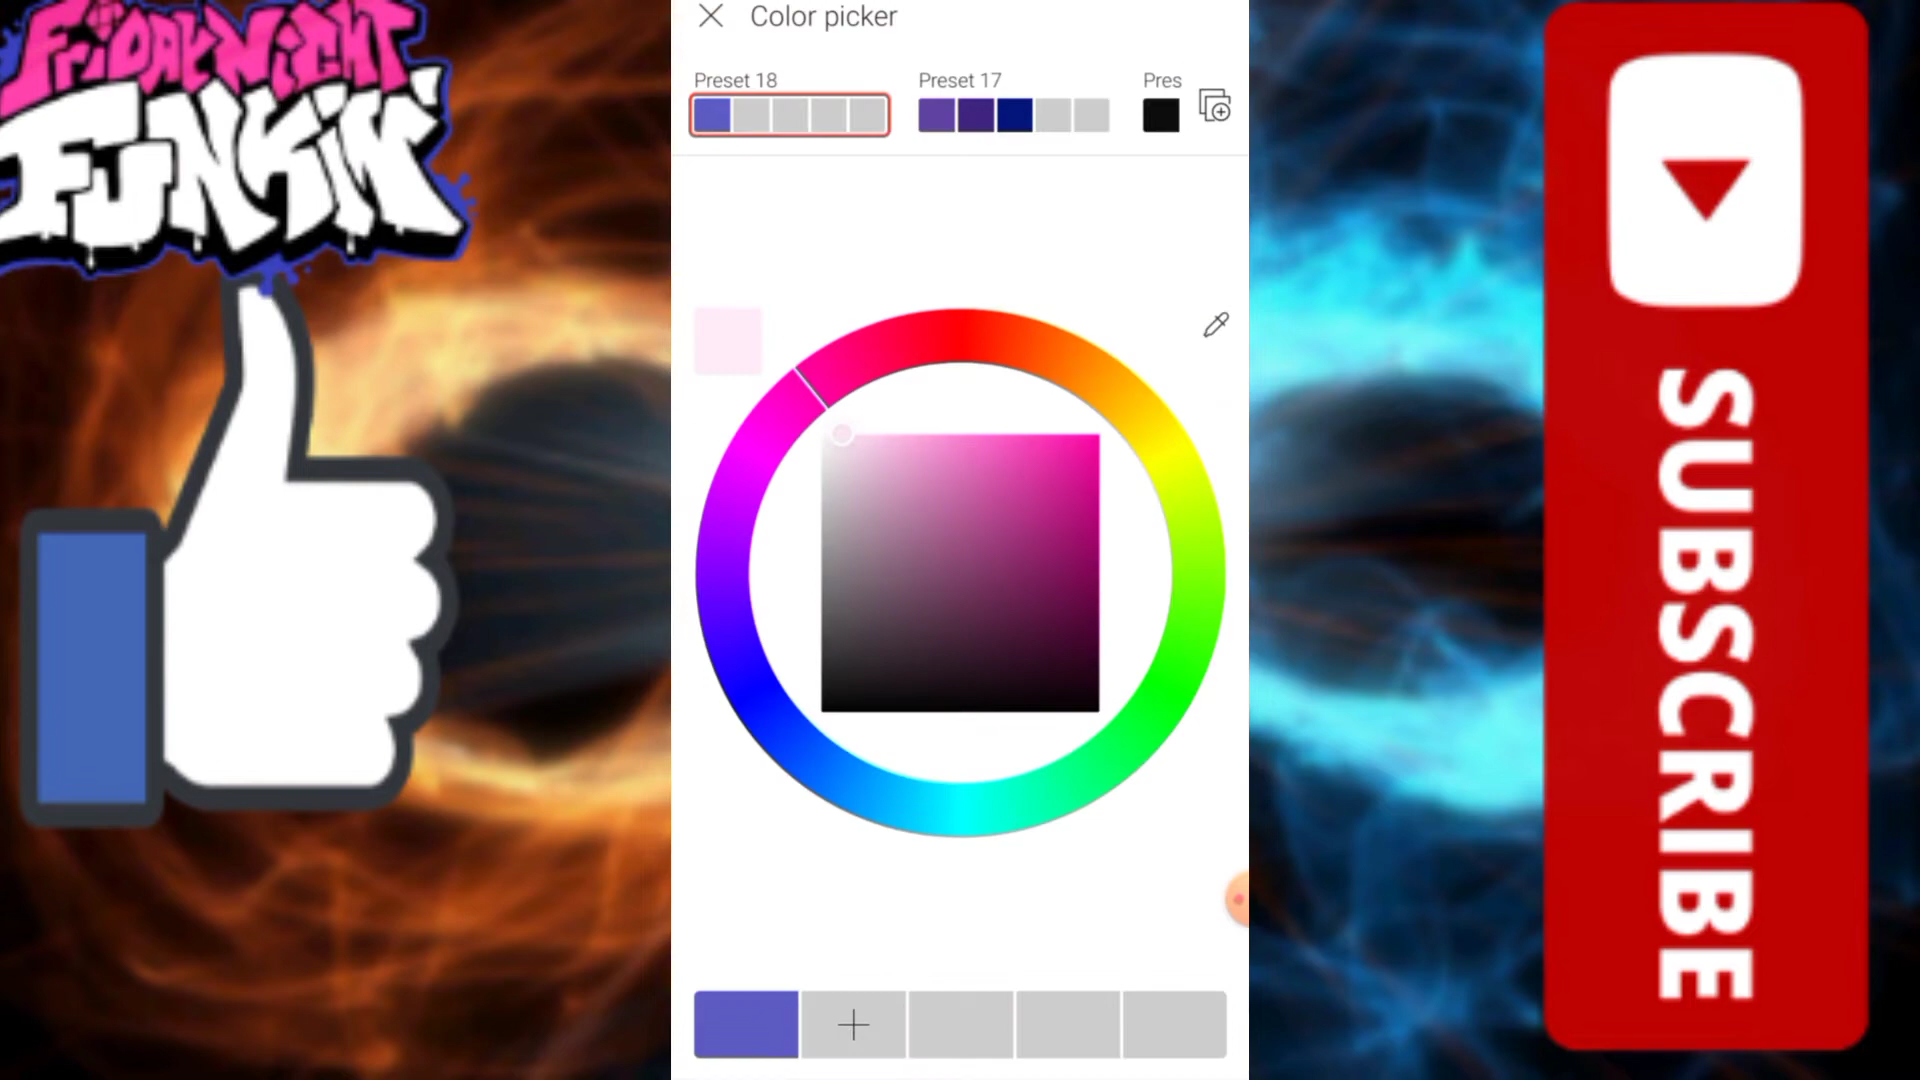 FRIDAY NIGHT
FUNKIN'
Color picker
Preset 18
Preset 17
Pres
SUBSCRIBE